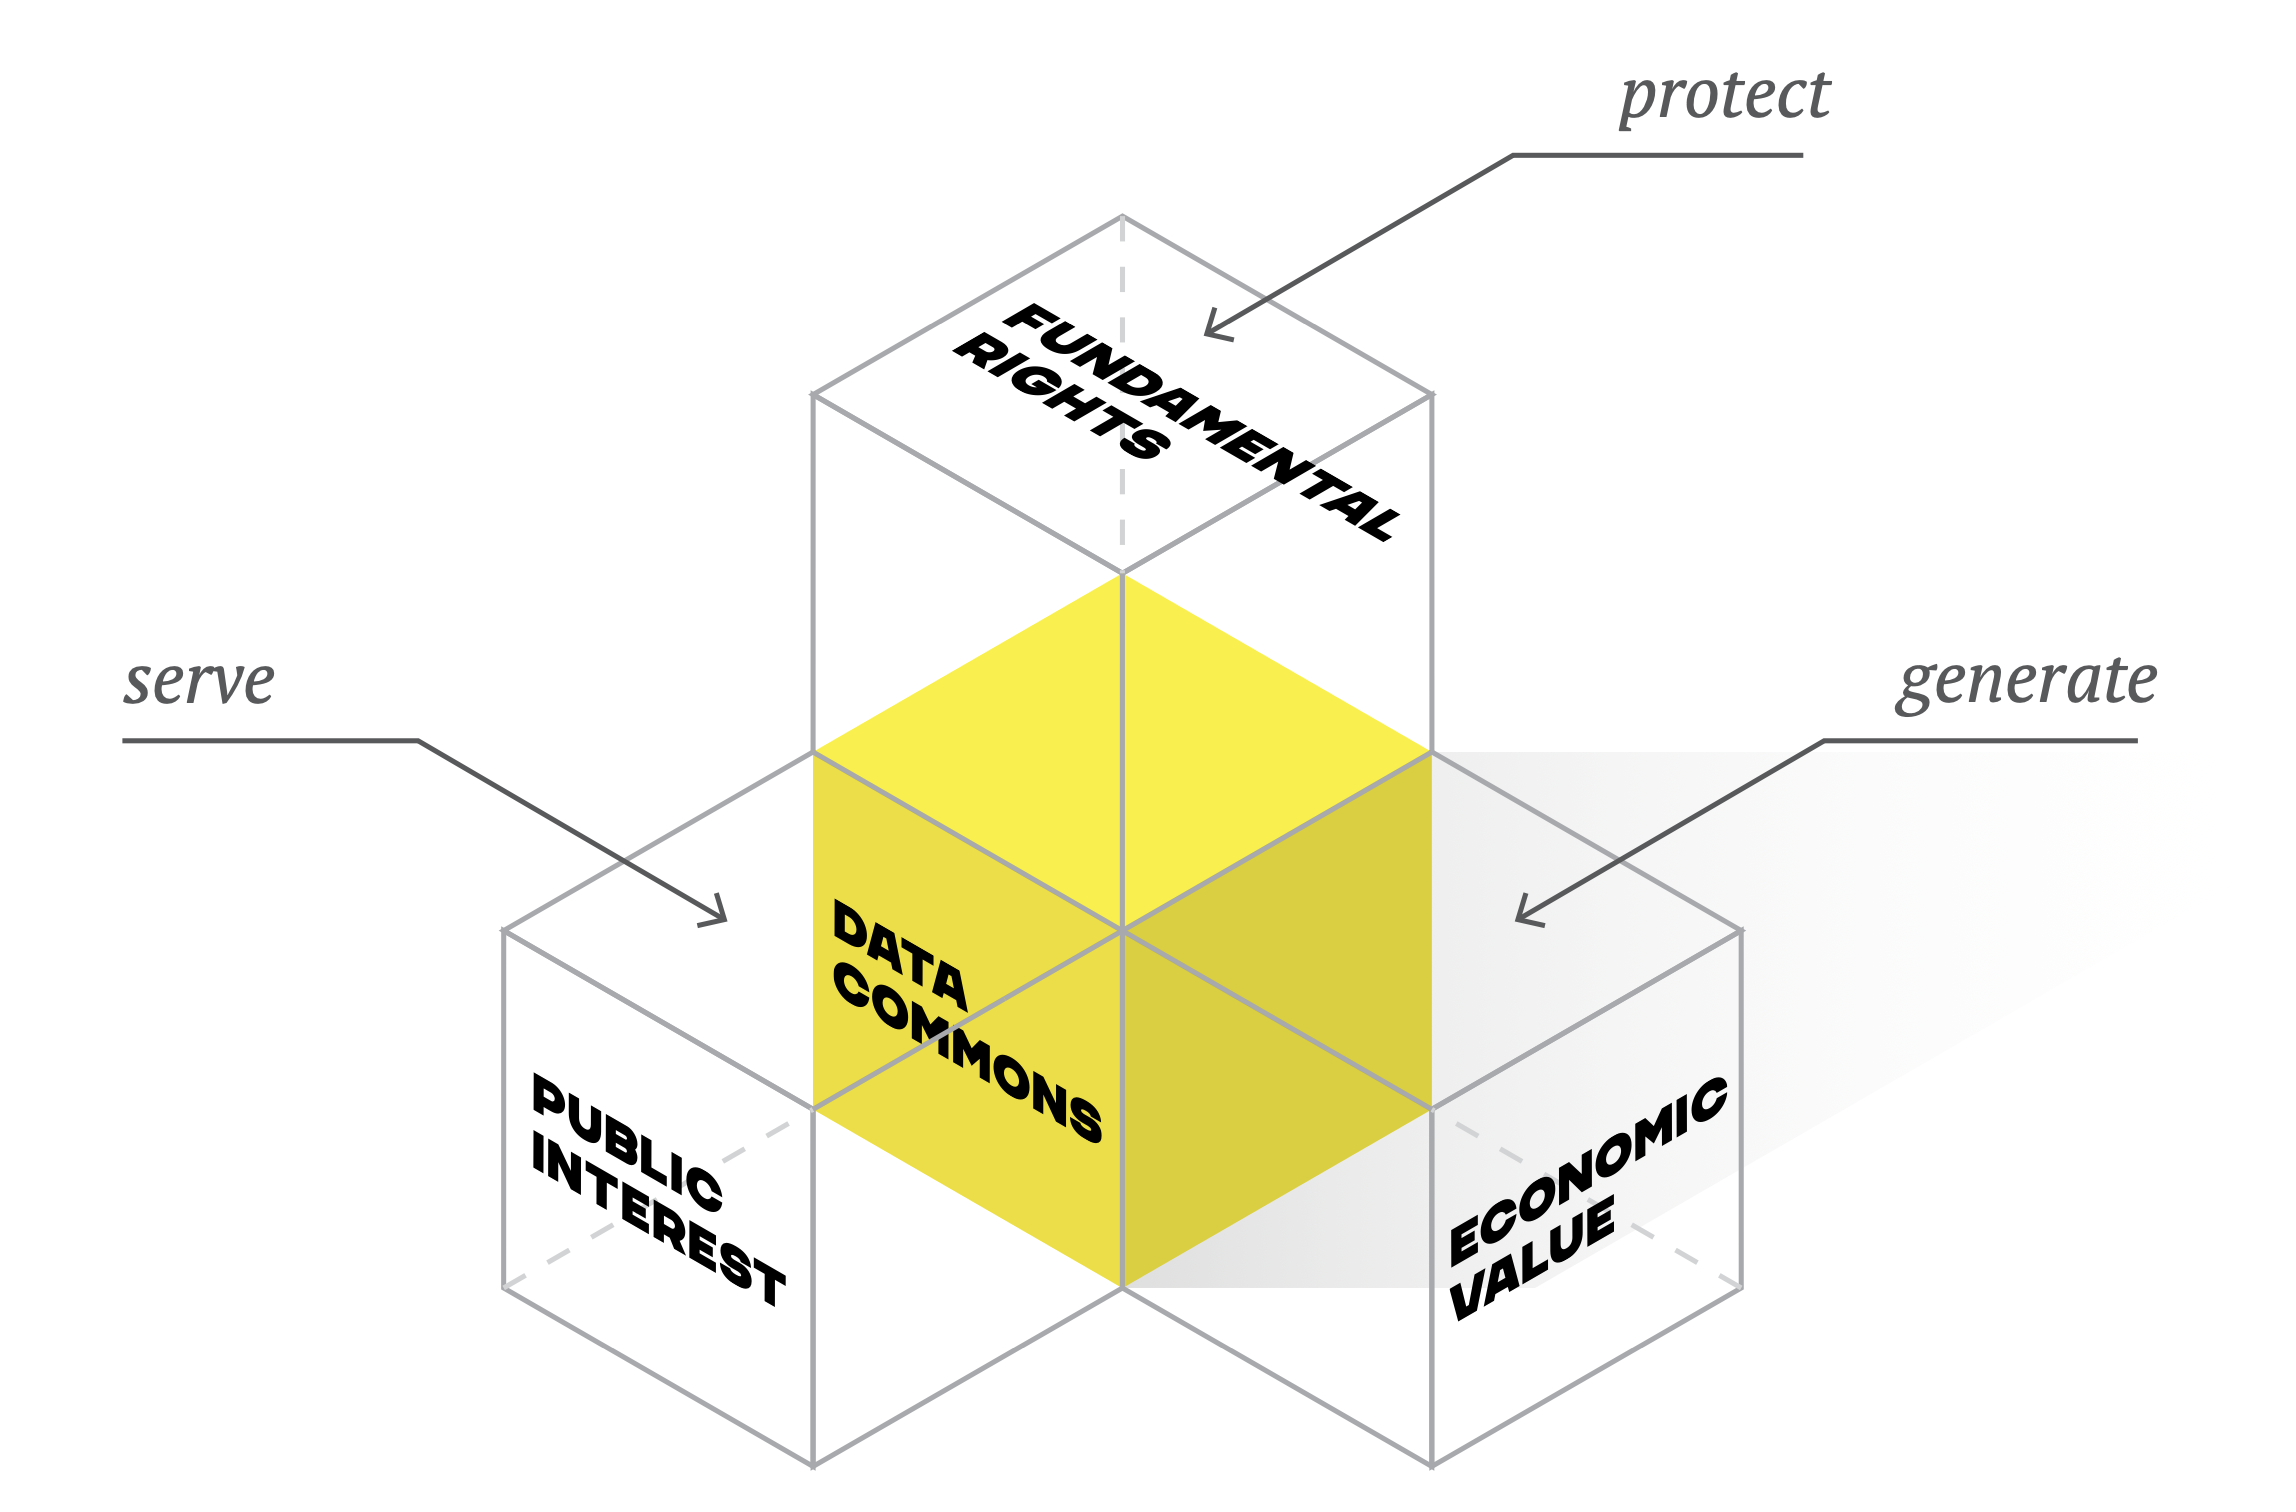 protect
FUNDAMENTAL
RIGHTS
serve
generate
DATA
COMMONS
PUBLIC
INTEREST
ECONOMIC
VALUE